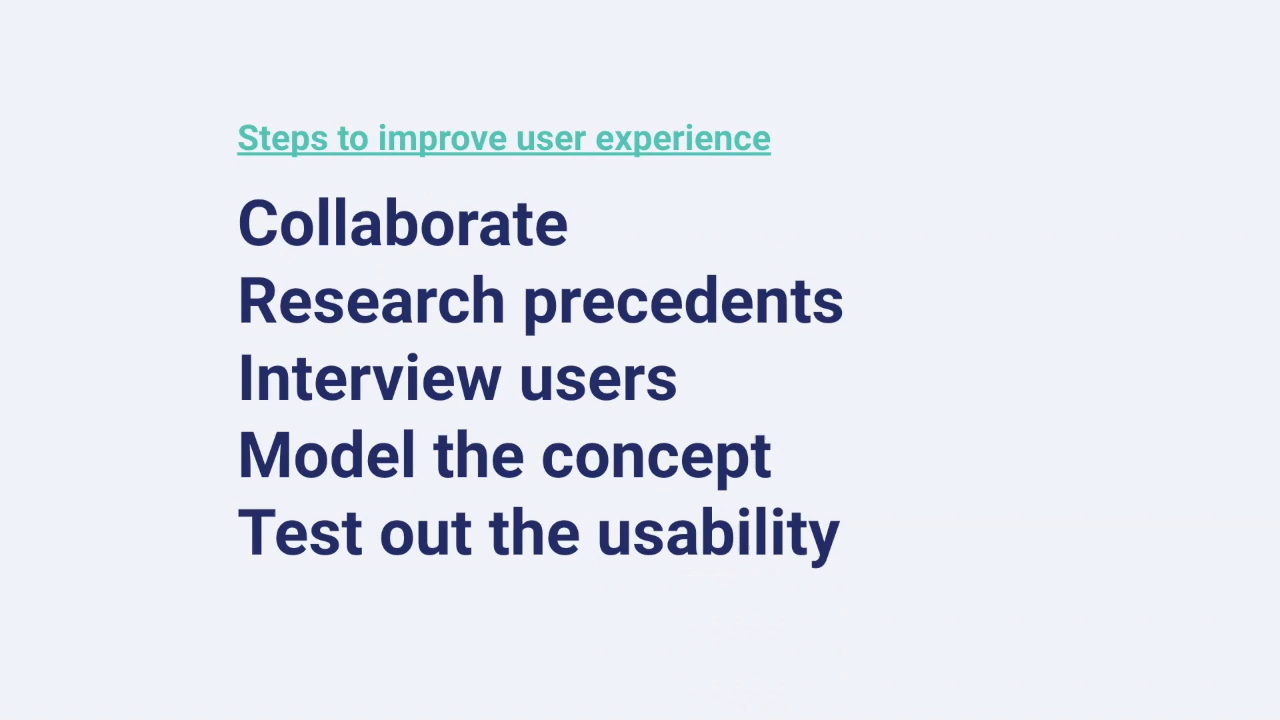 Steps to improve user experience
Collaborate
Research precedents
Interview users
Model the concept
Test out the usability